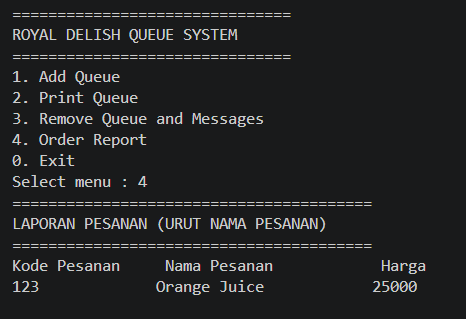 ===============================
ROYAL DELISH QUEUE SYSTEM
===============================
1. Add Queue
2. Print Queue
3. Remove Queue and Messages
4. Order Report
0. Exit
Select menu : 4
========================================
LAPORAN PESANAN (URUT NAMA PESANAN)
========================================
Kode Pesanan     Nama Pesanan               Harga
123             Orange Juice            25000